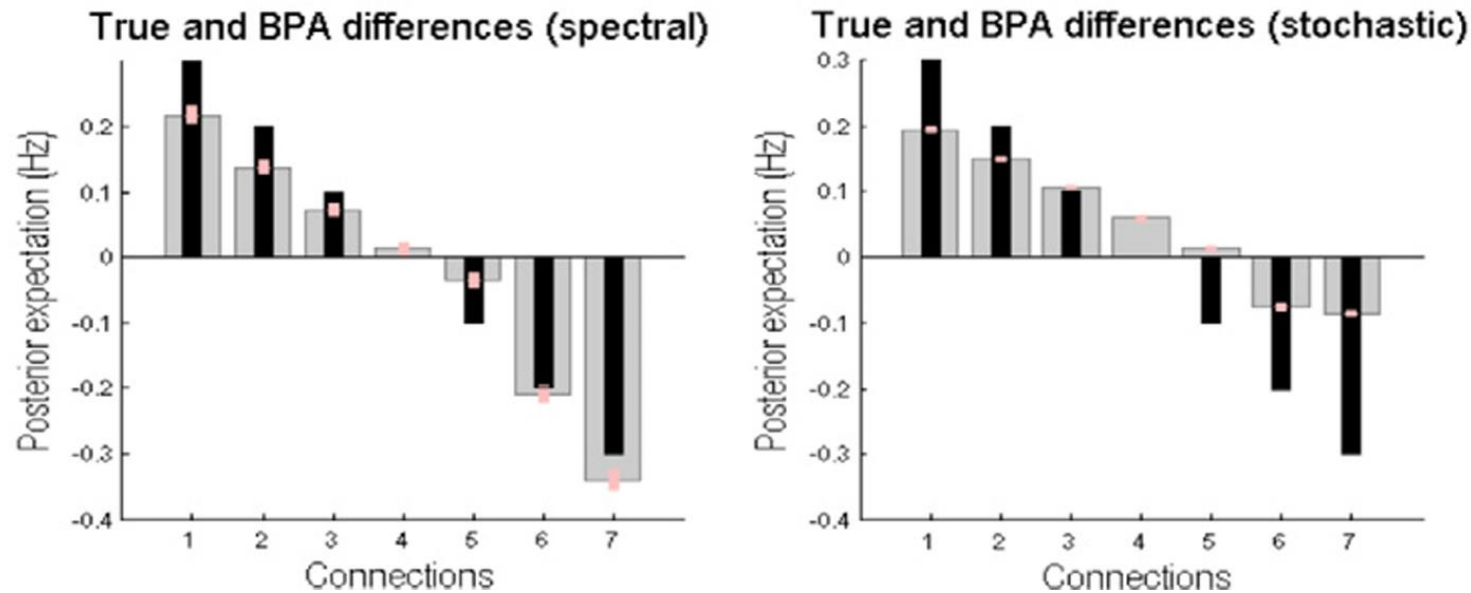 True and BPA differences (spectral)
Posterior expectation (Hz)
0.2
0.1
0
-0.1
-0.2
-0.3
-0.4
1 2 3 4 5 6 7
Connections
True and BPA differences (stochastic)
Posterior expectation (Hz)
0.3
0.2
0.1
0
-0.1
-0.2
-0.3
-0.4
1 2 3 4 5 6 7
Connections